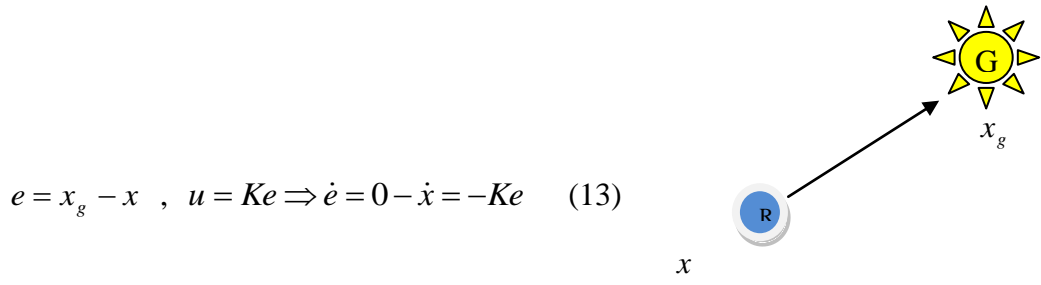 G
x_g
e = x_g − x , u = Ke ⇒ ė = 0 − ẋ = −Ke (13)
R
x